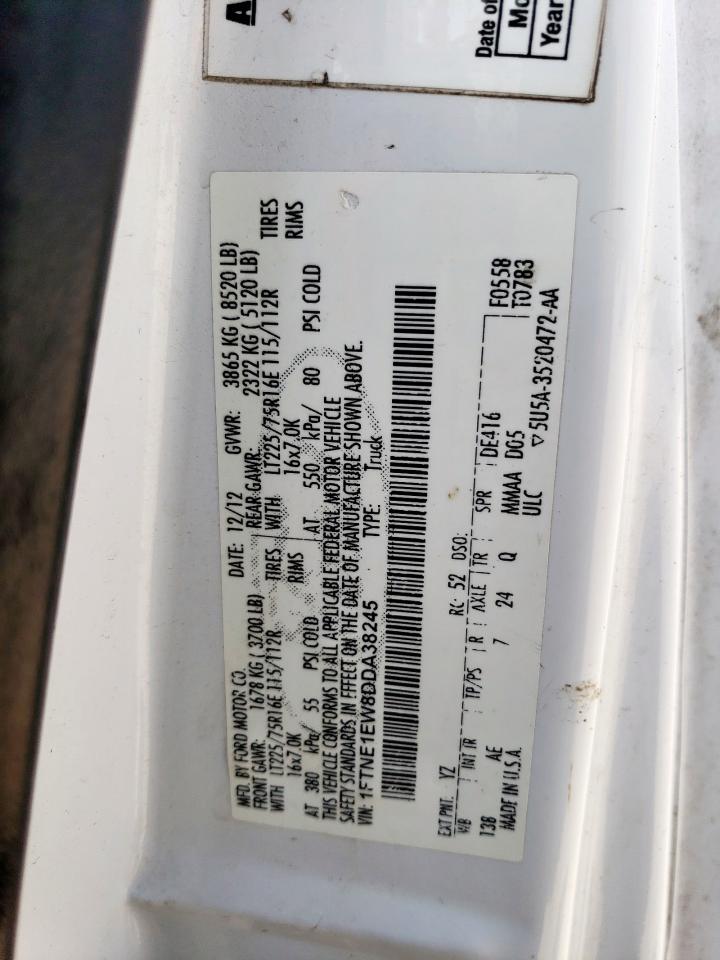 A
Date of
Mo
Year
MFD. BY FORD MOTOR CO. DATE: 12/12 GVWR: 3865 KG ( 8520 LB)
FRONT GAWR: 1678 KG ( 3700 LB) REAR GAWR: 2322 KG ( 5120 LB)
WITH LT225/75R16E 115/112R TIRES WITH LT225/75R16E 115/112R TIRES
16x7.0K RIMS 16x7.0K RIMS
AT 380 kPa/ 55 PSI COLD AT 550 kPa/ 80 PSI COLD
THIS VEHICLE CONFORMS TO ALL APPLICABLE FEDERAL MOTOR VEHICLE
SAFETY STANDARDS IN EFFECT ON THE DATE OF MANUFACTURE SHOWN ABOVE.
VIN: 1FTNE1EW8DDA38245 TYPE: Truck
EXT PNT: YZ RC: 52 DSO: F0558
WB INT TR TP/PS R AXLE TR SPR DE416 T0783
138 AE 7 24 Q MMAA DG5
MADE IN U.S.A. ULC ▽5U5A-3520472-AA